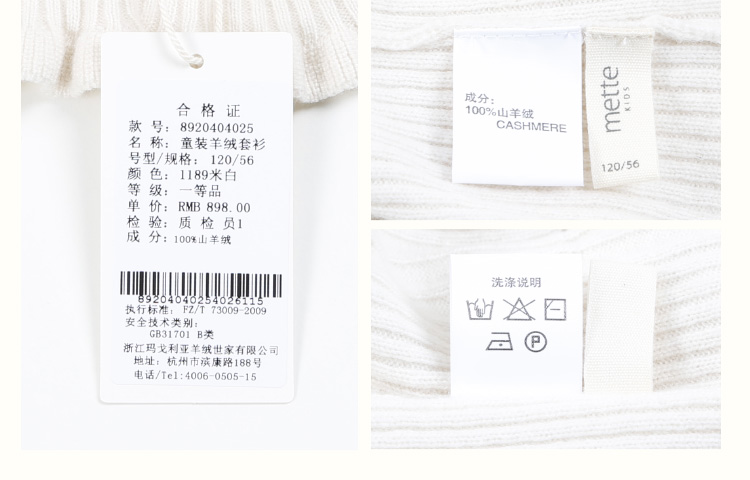 合格证
款 号: 8920404025
名 称: 童装羊绒套衫
号型/规格: 120/56
颜 色: 1189米白
等 级: 一等品
单 价: RMB 898.00
检 验: 质 检 员1
成 分: 100%山羊绒
89204040254026115
执行标准: FZ/T 73009-2009
安全技术类别:
GB31701 B类
浙江玛戈利亚羊绒世家有限公司
地址: 杭州市滨康路188号
电话/Tel:4006-0505-15
成分:
100%山羊绒
CASHMERE
mette
KIDS
120/56
洗涤说明
P